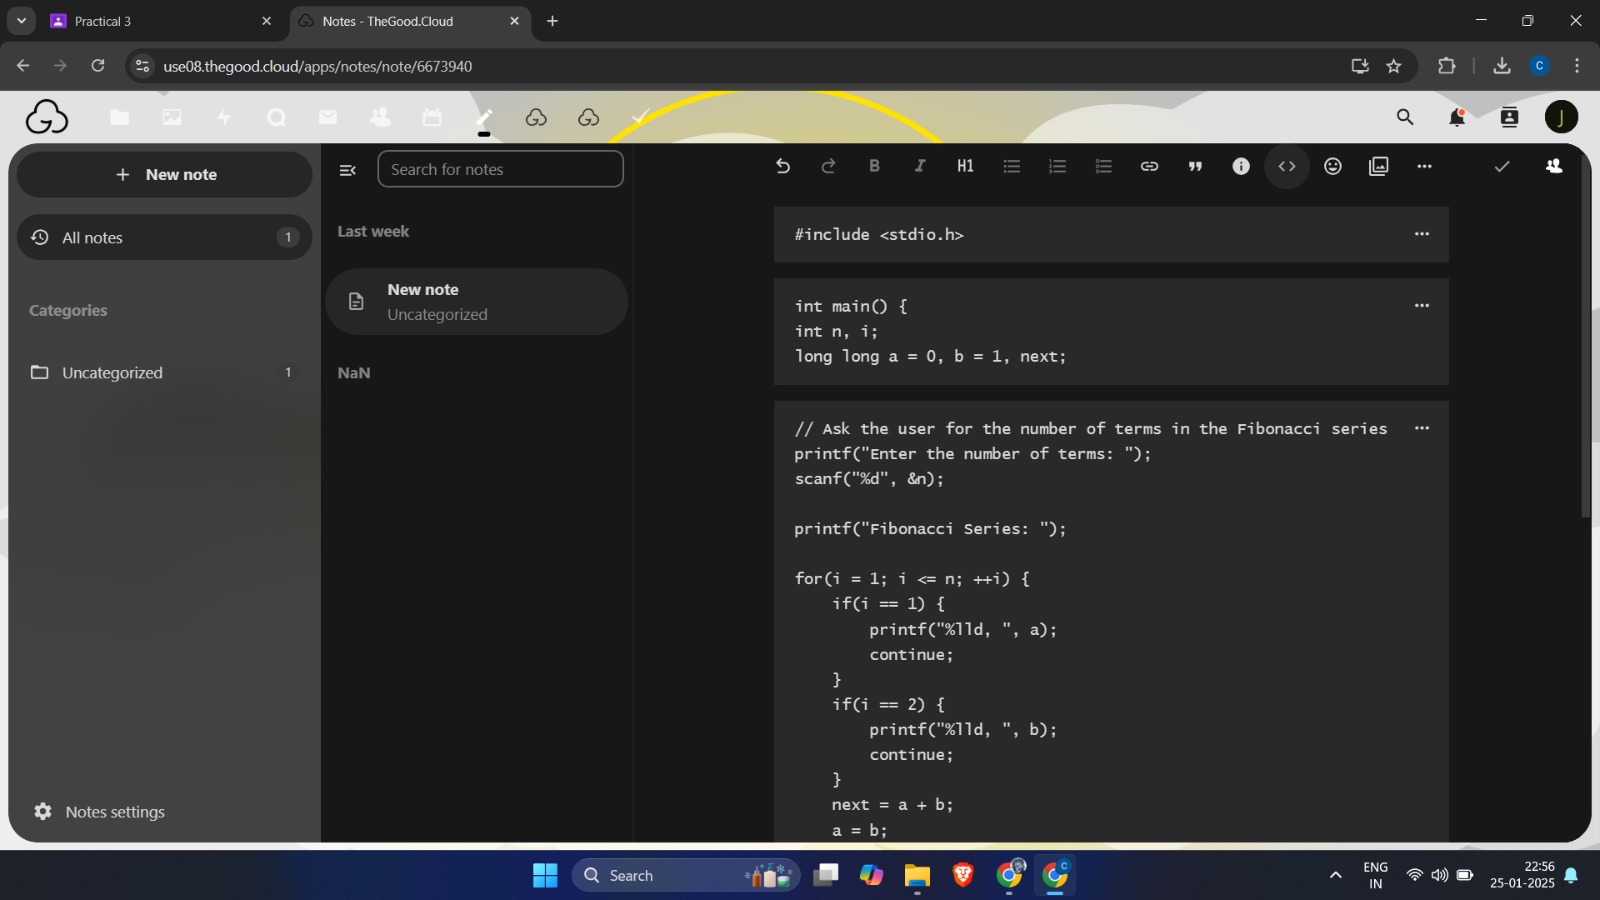 Practical 3
Notes - TheGood.Cloud
use08.thegood.cloud/apps/notes/note/6673940
C
J
New note
All notes
1
Categories
Uncategorized
1
Notes settings
Search for notes
Last week
New note
Uncategorized
NaN
B
I
H1
#include <stdio.h>
int main() {
int n, i;
long long a = 0, b = 1, next;
// Ask the user for the number of terms in the Fibonacci series
printf("Enter the number of terms: ");
scanf("%d", &n);
printf("Fibonacci Series: ");
for(i = 1; i <= n; ++i) {
    if(i == 1) {
        printf("%lld, ", a);
        continue;
    }
    if(i == 2) {
        printf("%lld, ", b);
        continue;
    }
    next = a + b;
    a = b;
Search
C
ENG
IN
22:56
25-01-2025